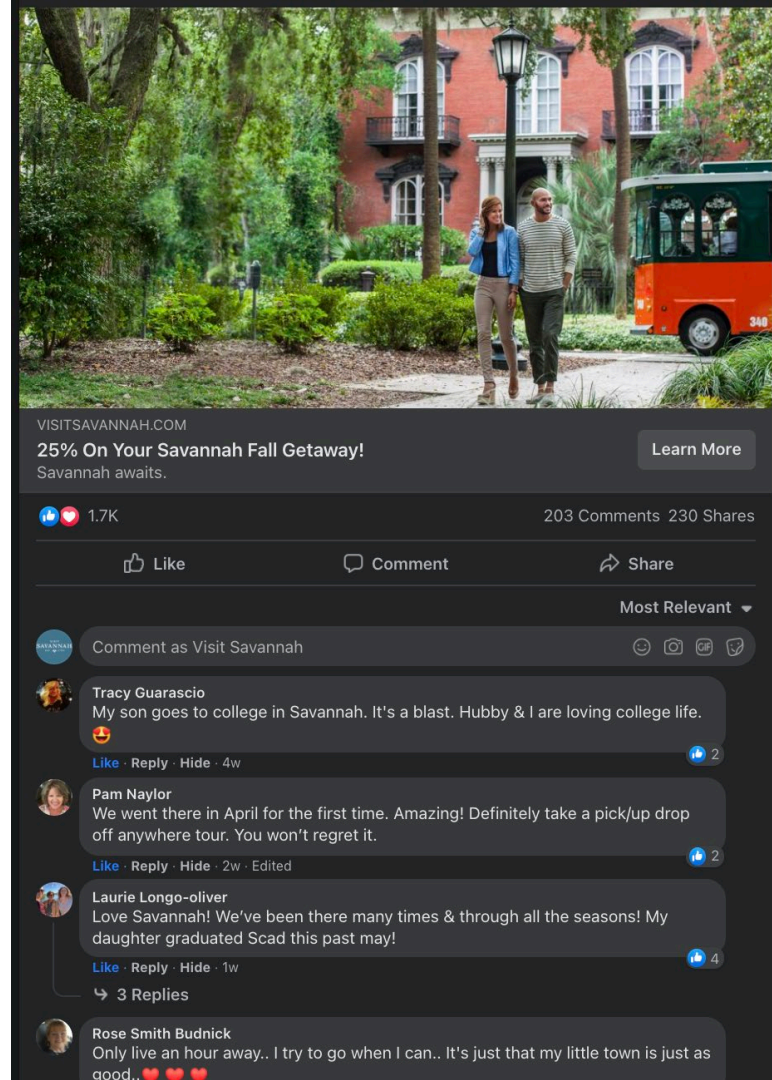 340
VISITSAVANNAH.COM
25% On Your Savannah Fall Getaway!
Learn More
Savannah awaits.
1.7K
203 Comments 230 Shares
Like
Comment
Share
Most Relevant
SAVANNAH
Comment as Visit Savannah
GIF
Tracy Guarascio
My son goes to college in Savannah. It's a blast. Hubby & I are loving college life.
🤩
2
Like · Reply · Hide · 4w
Pam Naylor
We went there in April for the first time. Amazing! Definitely take a pick/up drop
off anywhere tour. You won’t regret it.
2
Like · Reply · Hide · 2w · Edited
Laurie Longo-oliver
Love Savannah! We’ve been there many times & through all the seasons! My
daughter graduated Scad this past may!
4
Like · Reply · Hide · 1w
3 Replies
Rose Smith Budnick
Only live an hour away.. I try to go when I can.. It's just that my little town is just as
good..❤️ ❤️ ❤️